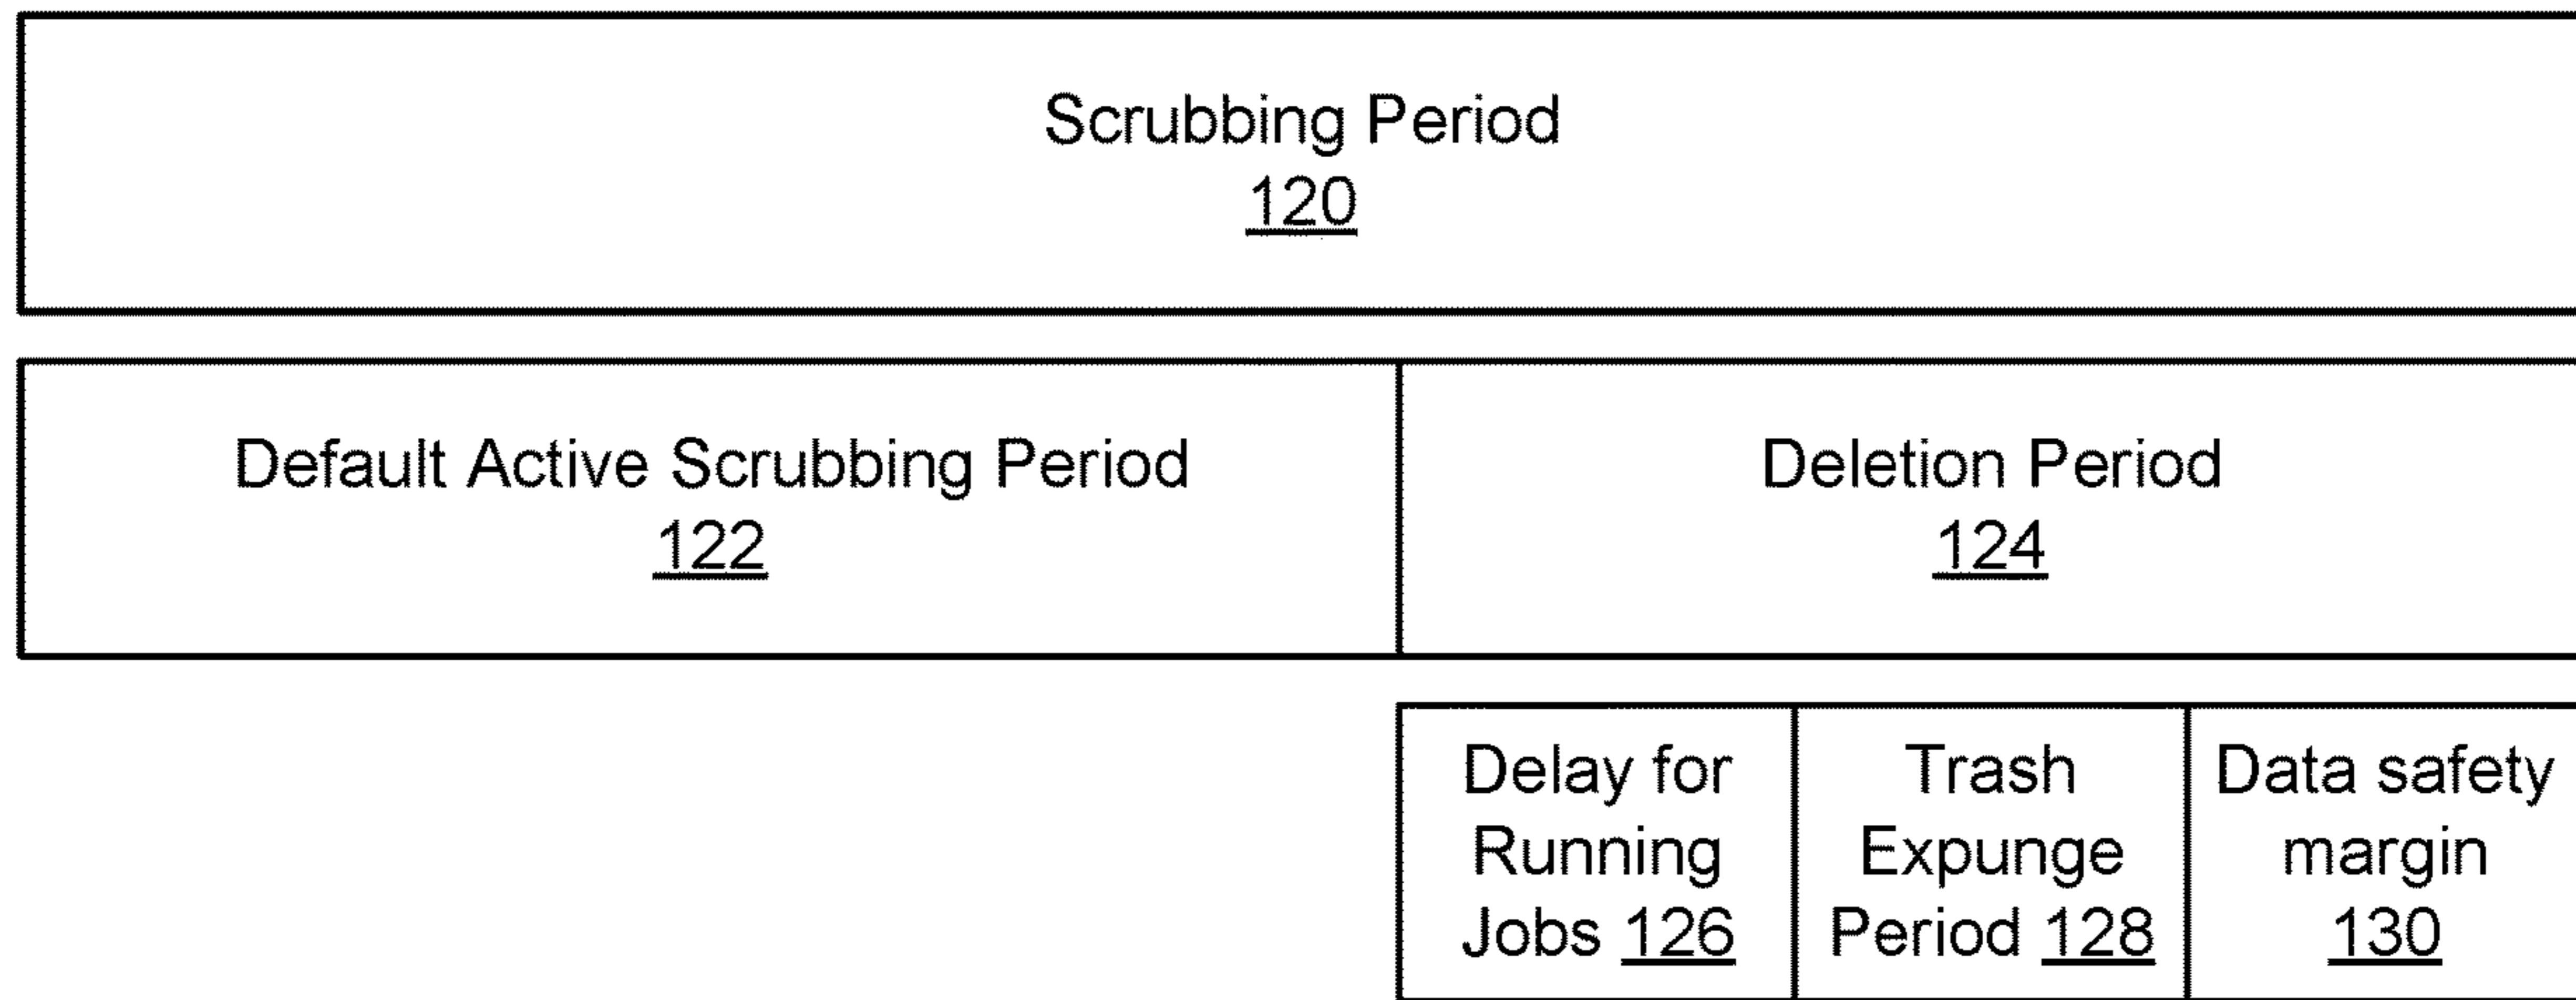 Scrubbing Period
120
Default Active Scrubbing Period
122
Deletion Period
124
Delay for
Running
Jobs 126
Trash
Expunge
Period 128
Data safety
margin
130